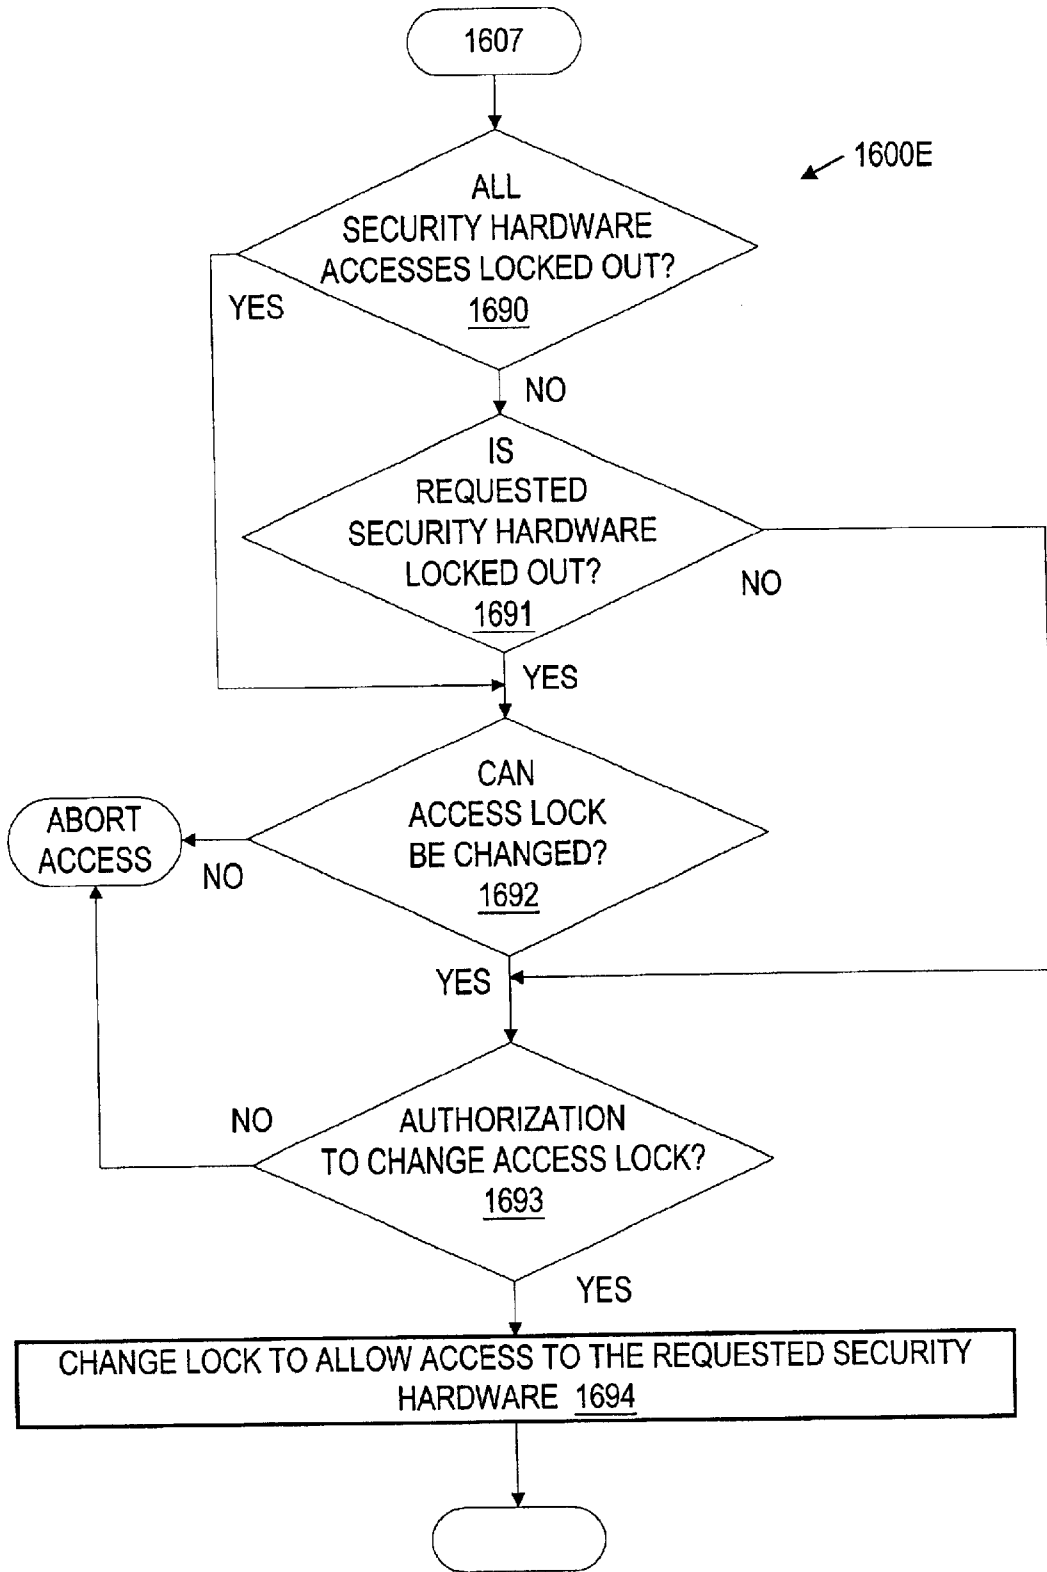 1607
1600E
ALL
SECURITY HARDWARE
ACCESSES LOCKED OUT?
1690
YES
NO
IS
REQUESTED
SECURITY HARDWARE
LOCKED OUT?
1691
NO
YES
CAN
ACCESS LOCK
BE CHANGED?
1692
ABORT
ACCESS
NO
YES
NO
AUTHORIZATION
TO CHANGE ACCESS LOCK?
1693
YES
CHANGE LOCK TO ALLOW ACCESS TO THE REQUESTED SECURITY
HARDWARE 1694